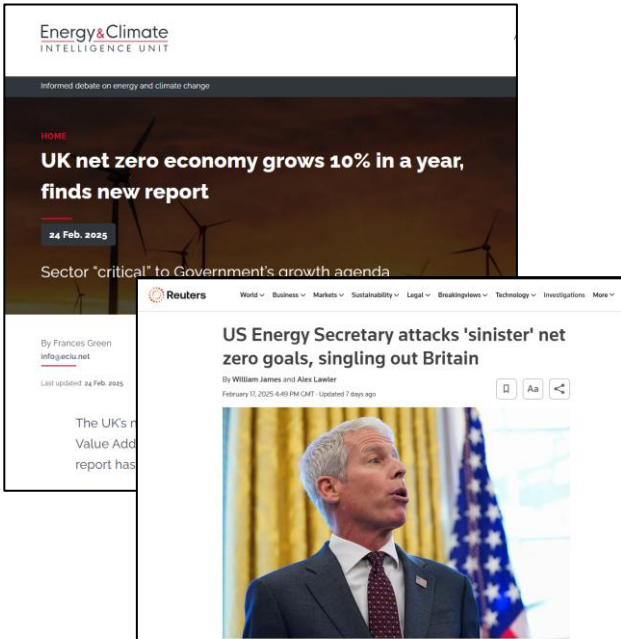 Energy&Climate
INTELLIGENCE UNIT
Informed debate on energy and climate change
HOME
UK net zero economy grows 10% in a year,
finds new report
24 Feb. 2025
Sector "critical" to Government's growth agenda
By Frances Green
info@eciu.net
Last updated: 24 Feb. 2025
The UK's
Value Add
report has
Reuters
World Business Markets Sustainability Legal Breakingviews Technology Investigations More
US Energy Secretary attacks 'sinister' net
zero goals, singling out Britain
By William James and Alex Lawler
February 17, 2025 4:49 PM GMT · Updated 7 days ago
Aa